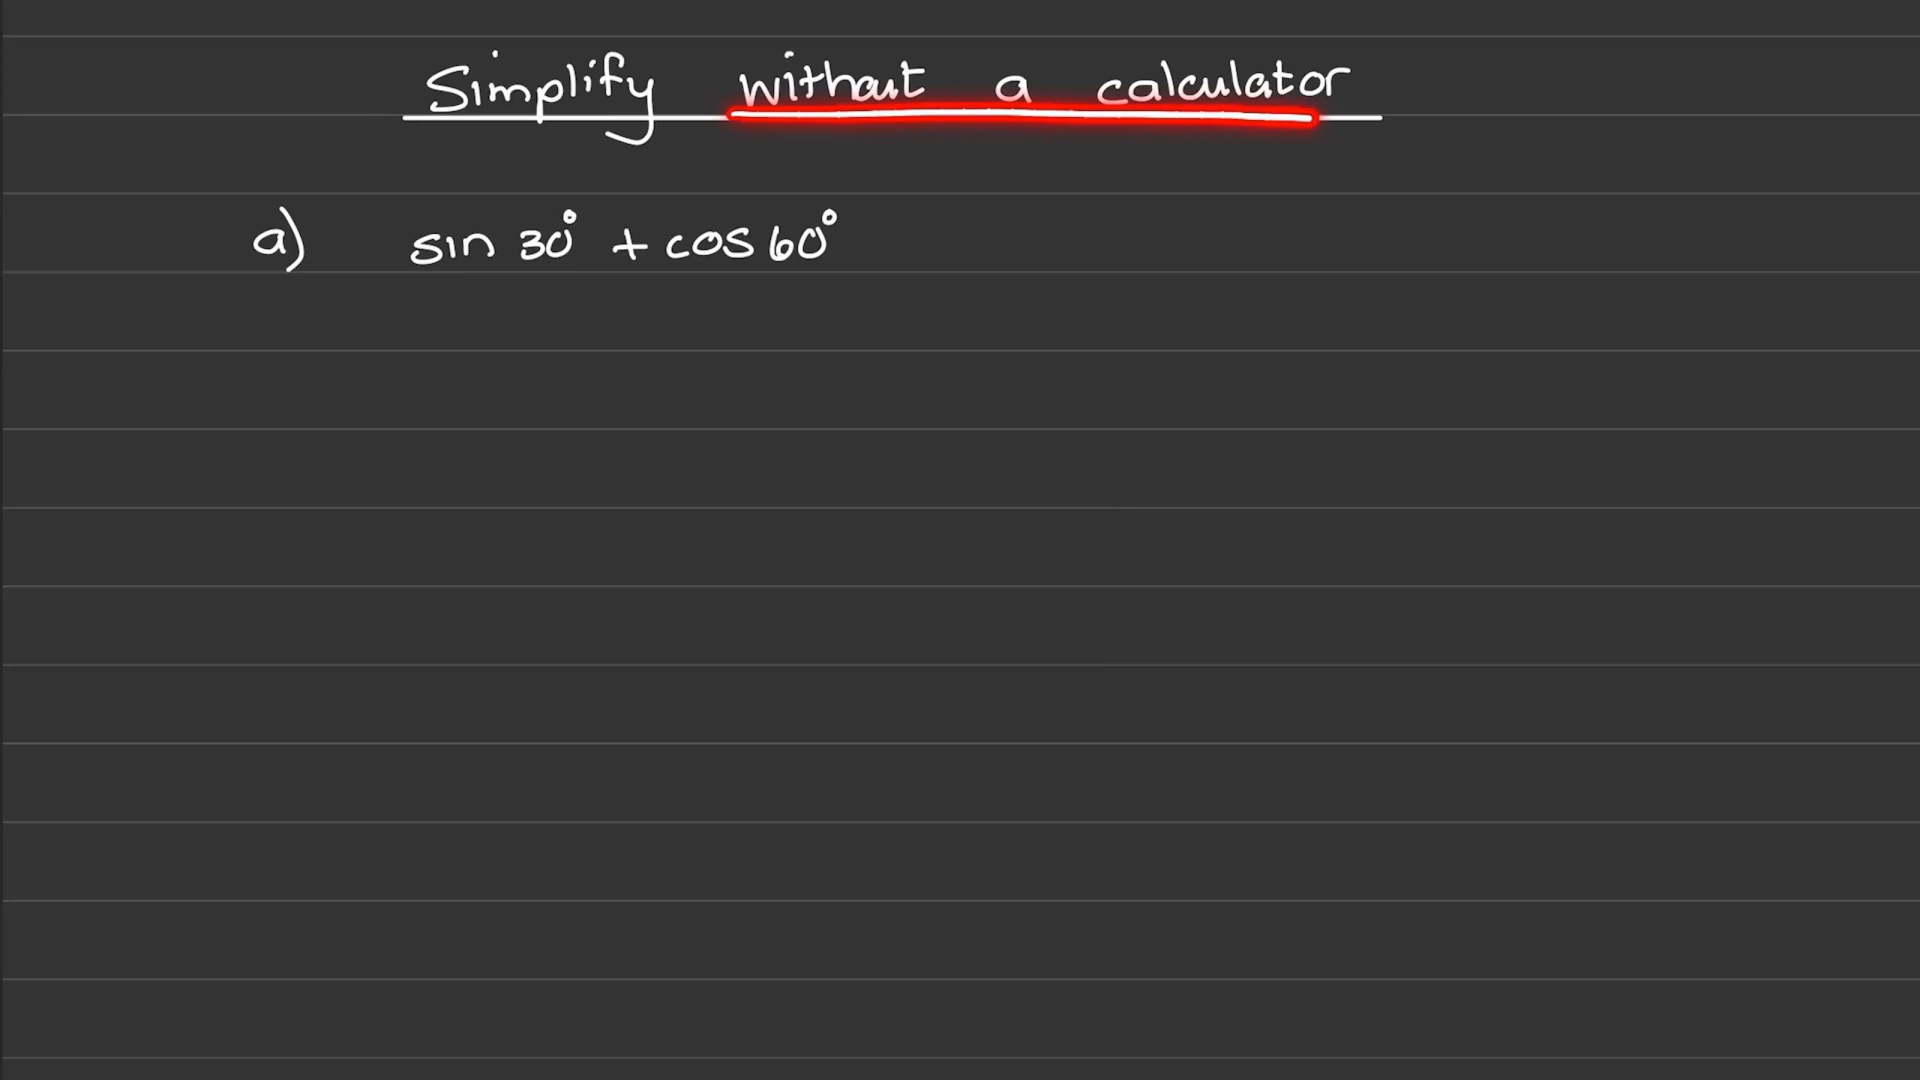 Simplify without a calculator
a) sin 30° + cos 60°